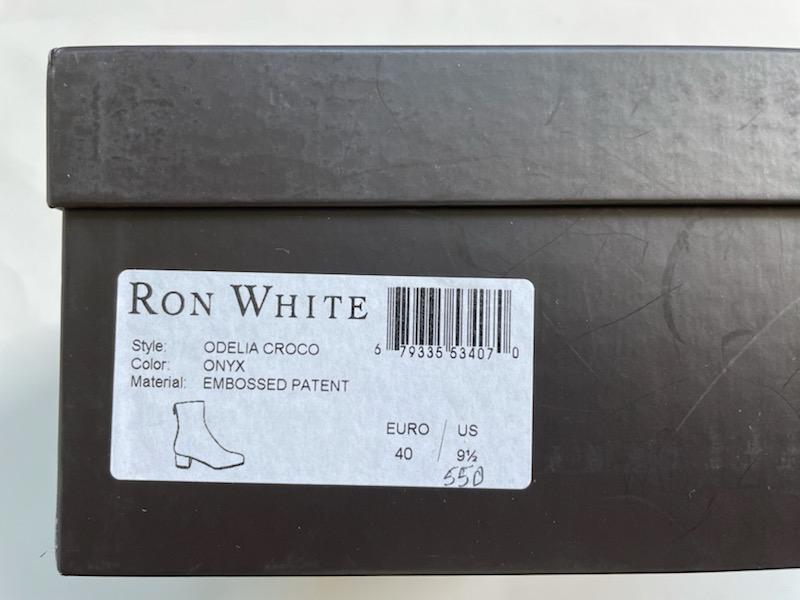 RON WHITE
Style: ODELIA CROCO
Color: ONYX
Material: EMBOSSED PATENT
6 79335 53407 0
EURO / US
40 / 9½
550